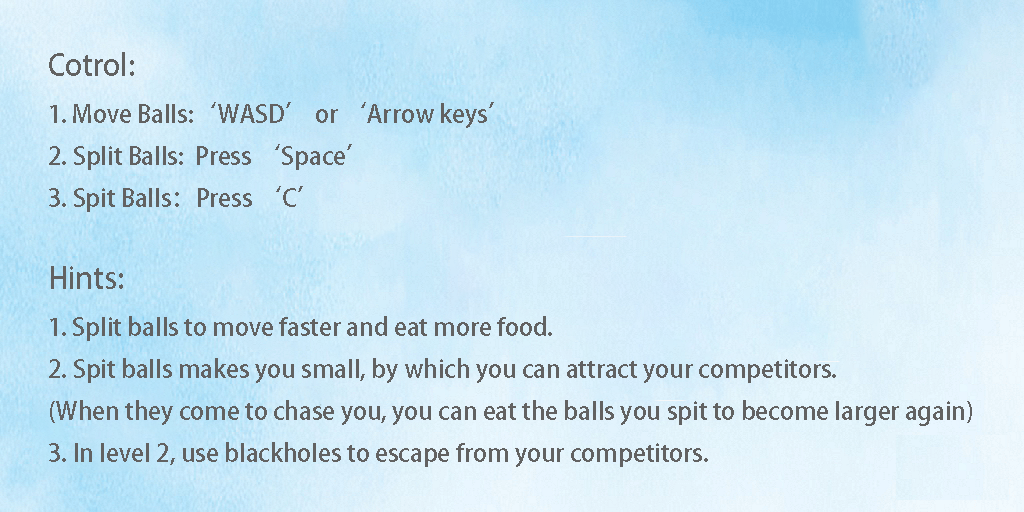 Cotrol:
1. Move Balls: ‘WASD’ or ‘Arrow keys’
2. Split Balls: Press ‘Space’
3. Spit Balls: Press ‘C’
Hints:
1. Split balls to move faster and eat more food.
2. Spit balls makes you small, by which you can attract your competitors.
(When they come to chase you, you can eat the balls you spit to become larger again)
3. In level 2, use blackholes to escape from your competitors.